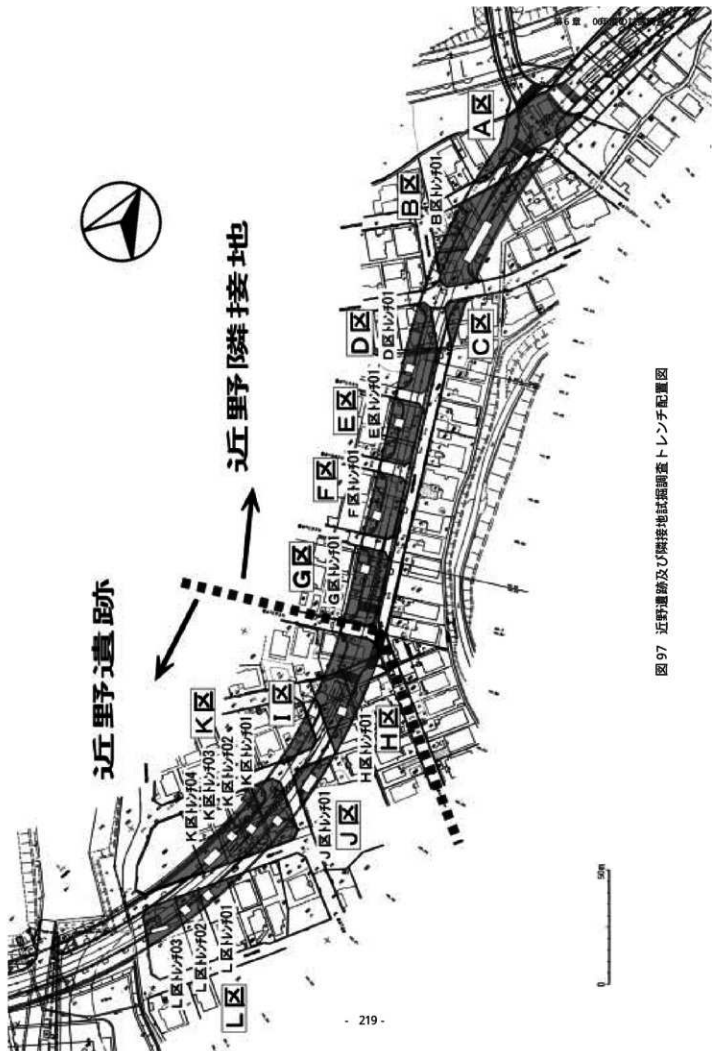 第6章 06年度の試掘調査
近野遺跡
近野隣接地
A区
B区
B区トレンチ01
C区
D区
D区トレンチ01
E区
E区トレンチ01
F区
F区トレンチ01
G区
G区トレンチ01
H区
H区トレンチ01
I区
J区
J区トレンチ01
K区
K区トレンチ04
K区トレンチ03
K区トレンチ02
K区トレンチ01
L区トレンチ03
L区トレンチ02
L区トレンチ01
L区
0 50m
図97 近野遺跡及び隣接地試掘調査トレンチ配置図
- 219 -